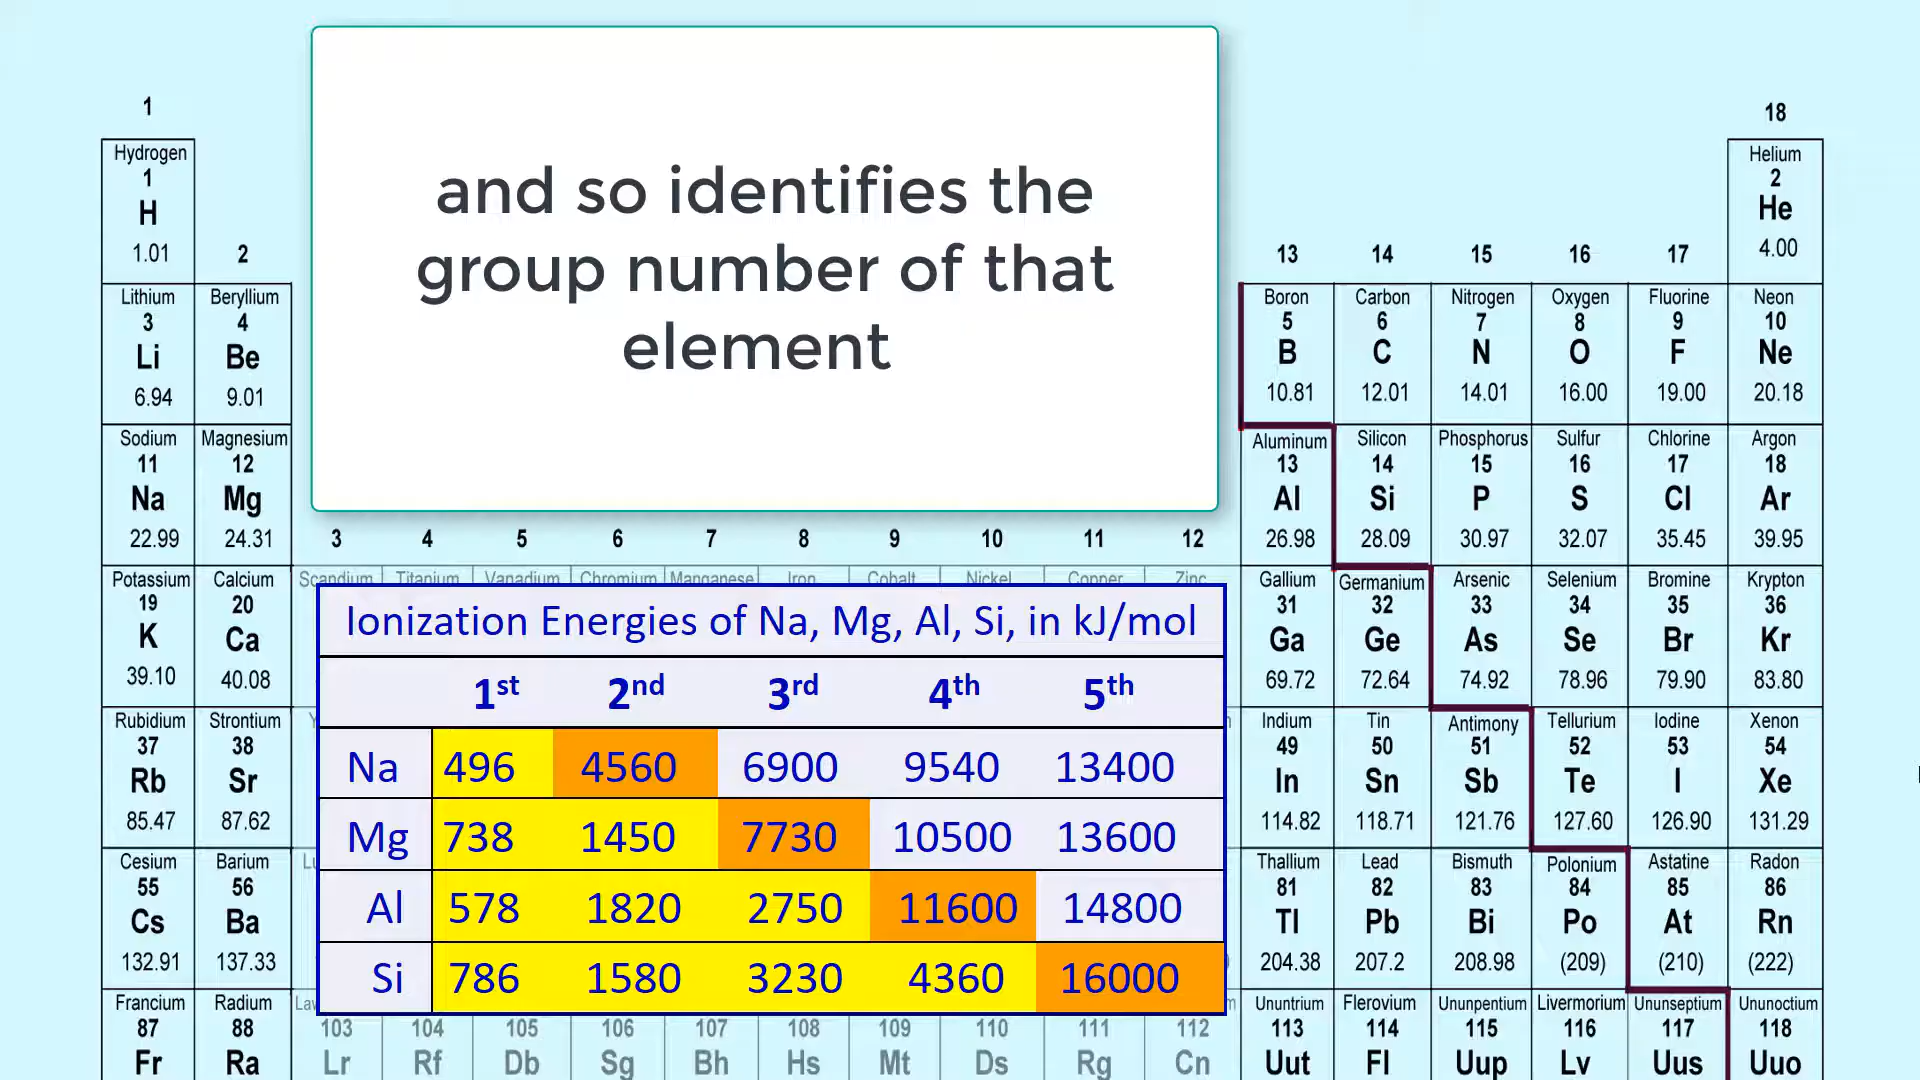 and so identifies the
group number of that
element
1
18
Hydrogen
1
H
1.01
Helium
2
He
4.00
2
13 14 15 16 17
Lithium Beryllium
3 4
Li Be
6.94 9.01
Boron Carbon Nitrogen Oxygen Fluorine Neon
5 6 7 8 9 10
B C N O F Ne
10.81 12.01 14.01 16.00 19.00 20.18
Sodium Magnesium
11 12
Na Mg
22.99 24.31
Aluminum Silicon Phosphorus Sulfur Chlorine Argon
13 14 15 16 17 18
Al Si P S Cl Ar
26.98 28.09 30.97 32.07 35.45 39.95
3 4 5 6 7 8 9 10 11 12
Potassium Calcium Scandium Titanium Vanadium Chromium Manganese Iron Cobalt Nickel Copper Zinc Gallium Germanium Arsenic Selenium Bromine Krypton
19 20 31 32 33 34 35 36
K Ca Ga Ge As Se Br Kr
39.10 40.08 69.72 72.64 74.92 78.96 79.90 83.80
Rubidium Strontium Indium Tin Antimony Tellurium Iodine Xenon
37 38 49 50 51 52 53 54
Rb Sr In Sn Sb Te I Xe
85.47 87.62 114.82 118.71 121.76 127.60 126.90 131.29
Cesium Barium Thallium Lead Bismuth Polonium Astatine Radon
55 56 81 82 83 84 85 86
Cs Ba Tl Pb Bi Po At Rn
132.91 137.33 204.38 207.2 208.98 (209) (210) (222)
Francium Radium Ununtrium Flerovium Ununpentium Livermorium Ununseptium Ununoctium
87 88 103 104 105 106 107 108 109 110 111 112 113 114 115 116 117 118
Fr Ra Lr Rf Db Sg Bh Hs Mt Ds Rg Cn Uut Fl Uup Lv Uus Uuo
Ionization Energies of Na, Mg, Al, Si, in kJ/mol
1st 2nd 3rd 4th 5th
Na 496 4560 6900 9540 13400
Mg 738 1450 7730 10500 13600
Al 578 1820 2750 11600 14800
Si 786 1580 3230 4360 16000